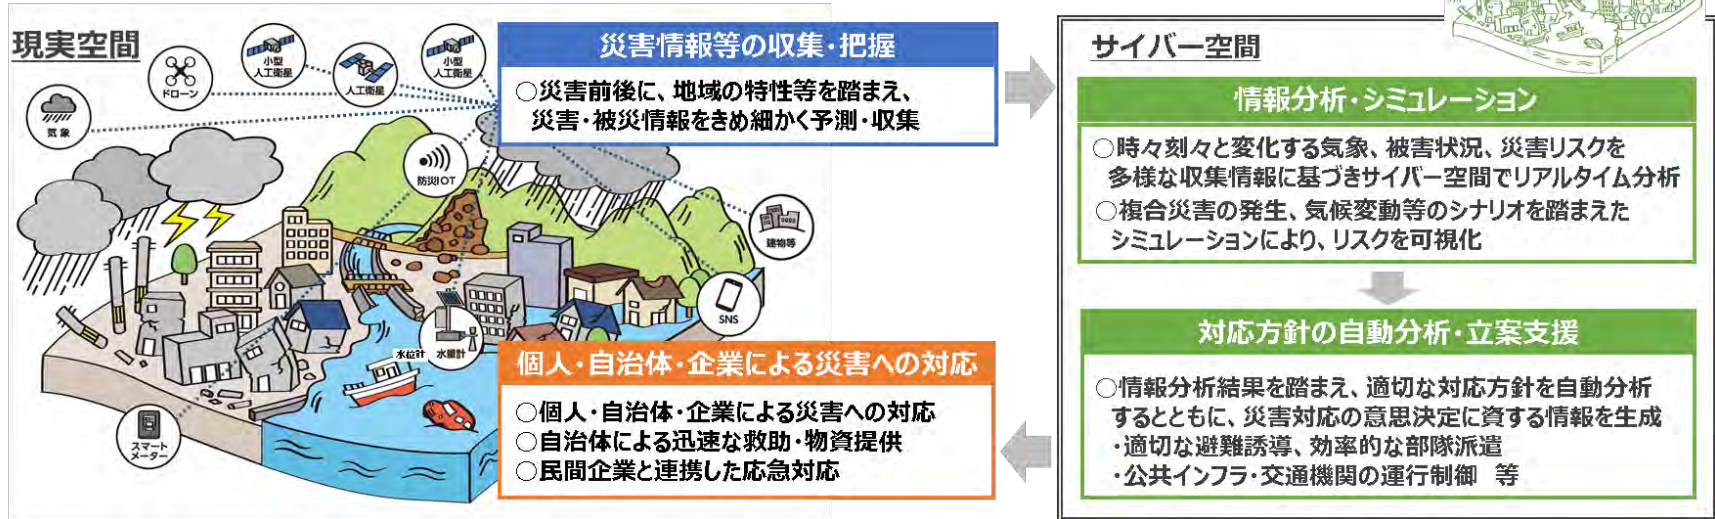 現実空間
気象
ドローン
小型
人工衛星
人工衛星
小型
人工衛星
防災IOT
建物等
SNS
水位計
水量計
スマート
メーター
災害情報等の収集・把握
○災害前後に、地域の特性等を踏まえ、
災害・被災情報をきめ細かく予測・収集
サイバー空間
情報分析・シミュレーション
○時々刻々と変化する気象、被害状況、災害リスクを
多様な収集情報に基づきサイバー空間でリアルタイム分析
○複合災害の発生、気候変動等のシナリオを踏まえた
シミュレーションにより、リスクを可視化
対応方針の自動分析・立案支援
○情報分析結果を踏まえ、適切な対応方針を自動分析
するとともに、災害対応の意思決定に資する情報を生成
・適切な避難誘導、効率的な部隊派遣
・公共インフラ・交通機関の運行制御 等
個人・自治体・企業による災害への対応
○個人・自治体・企業による災害への対応
○自治体による迅速な救助・物資提供
○民間企業と連携した応急対応